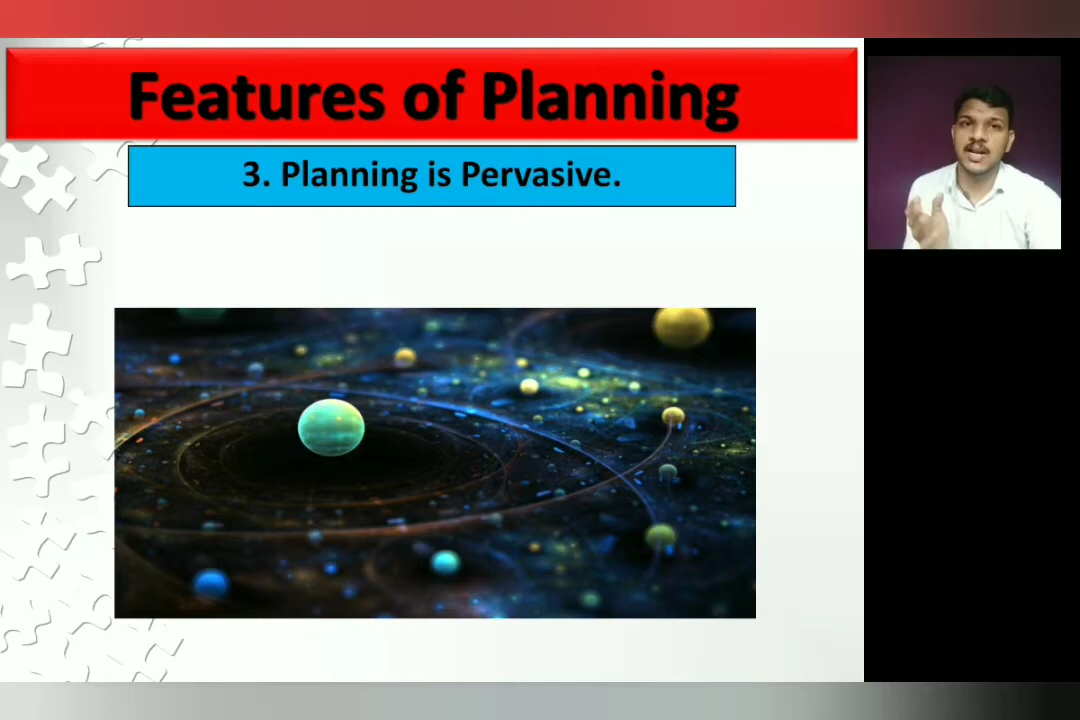 Features of Planning
3. Planning is Pervasive.